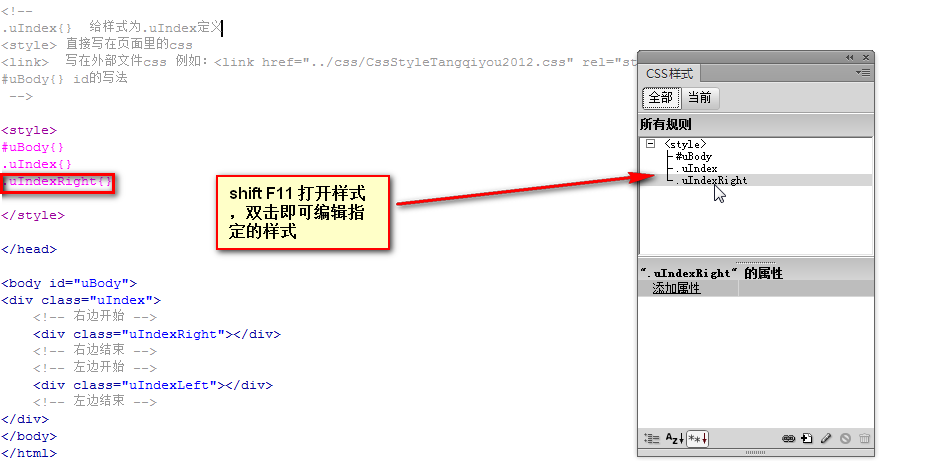 <!--
.uIndex{}  给样式为.uIndex定义
<style> 直接写在页面里的css
<link>  写在外部文件css 例如：<link href="../css/CssStyleTangqiyou2012.css" rel="st
#uBody{} id的写法
-->
<style>
#uBody{}
.uIndex{}
.uIndexRight{}
</style>
</head>
<body id="uBody">
<div class="uIndex">
<!-- 右边开始 -->
<div class="uIndexRight"></div>
<!-- 右边结束 -->
<!-- 左边开始 -->
<div class="uIndexLeft"></div>
<!-- 左边结束 -->
</div>
</body>
</html>
shift F11 打开样式
，双击即可编辑指
定的样式
CSS样式
全部 当前
所有规则
<style>
#uBody
.uIndex
.uIndexRight
".uIndexRight" 的属性
添加属性